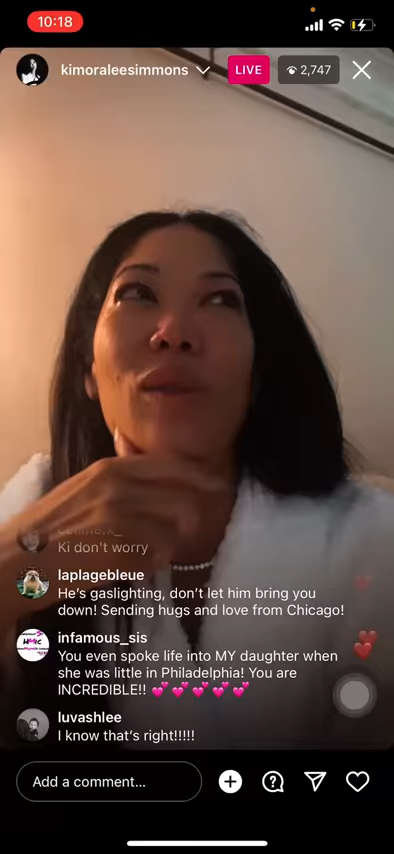 10:18
kimoraleesimmons
LIVE
2,747
Ki don't worry
laplagebleue
He's gaslighting, don't let him bring you
down! Sending hugs and love from Chicago!
infamous_sis
You even spoke life into MY daughter when
she was little in Philadelphia! You are
INCREDIBLE!! 💕 💕 💕 💕 💕
luvashlee
I know that's right!!!!!
Add a comment...